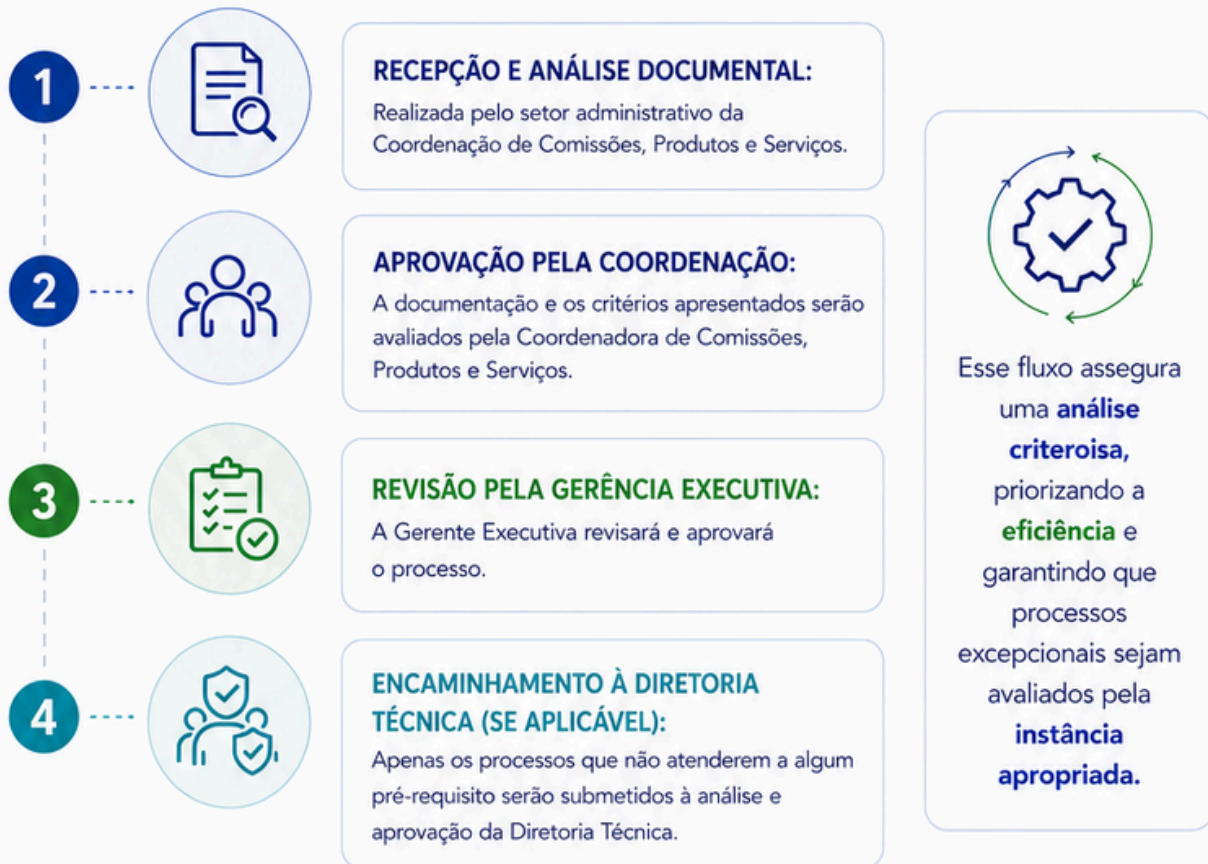 1
RECEPÇÃO E ANÁLISE DOCUMENTAL:
Realizada pelo setor administrativo da
Coordenação de Comissões, Produtos e Serviços.
2
APROVAÇÃO PELA COORDENAÇÃO:
A documentação e os critérios apresentados serão
avaliados pela Coordenadora de Comissões,
Produtos e Serviços.
3
REVISÃO PELA GERÊNCIA EXECUTIVA:
A Gerente Executiva revisará e aprovará
o processo.
4
ENCAMINHAMENTO À DIRETORIA
TÉCNICA (SE APLICÁVEL):
Apenas os processos que não atenderem a algum
pré-requisito serão submetidos à análise e
aprovação da Diretoria Técnica.
Esse fluxo assegura
uma análise
criteroisa,
priorizando a
eficiência e
garantindo que
processos
excepcionais sejam
avaliados pela
instância
apropriada.